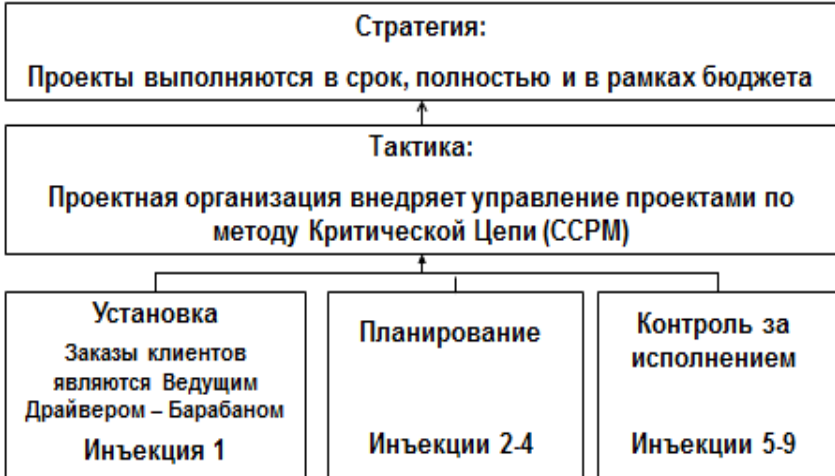 Стратегия:
Проекты выполняются в срок, полностью и в рамках бюджета
Тактика:
Проектная организация внедряет управление проектами по
методу Критической Цепи (ССРМ)
Установка
Заказы клиентов
являются Ведущим
Драйвером – Барабаном
Инъекция 1
Планирование
Инъекции 2-4
Контроль за
исполнением
Инъекции 5-9